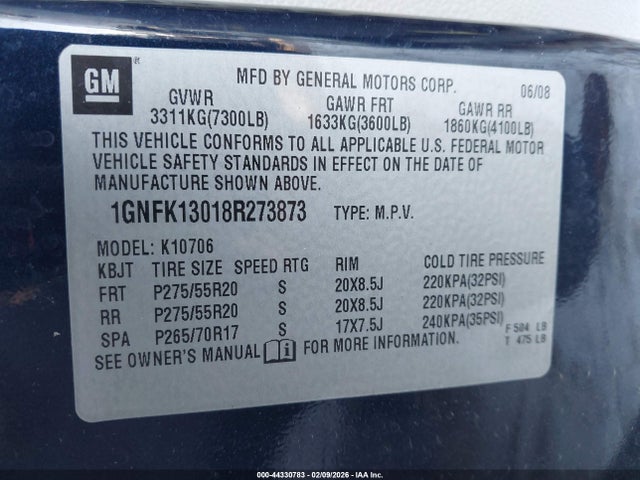 GM
®
MFD BY GENERAL MOTORS CORP. 06/08
GVWR GAWR FRT GAWR RR
3311KG(7300LB) 1633KG(3600LB) 1860KG(4100LB)
THIS VEHICLE CONFORMS TO ALL APPLICABLE U.S. FEDERAL MOTOR
VEHICLE SAFETY STANDARDS IN EFFECT ON THE DATE OF
MANUFACTURE SHOWN ABOVE.
1GNFK13018R273873 TYPE: M.P.V.
MODEL: K10706
KBJT TIRE SIZE SPEED RTG RIM COLD TIRE PRESSURE
FRT P275/55R20 S 20X8.5J 220KPA(32PSI)
RR P275/55R20 S 20X8.5J 220KPA(32PSI)
SPA P265/70R17 S 17X7.5J 240KPA(35PSI)
F 584 LB
T 475 LB
SEE OWNER'S MANUAL FOR MORE INFORMATION.
000-44330783 - 02/09/2026 - IAA Inc.